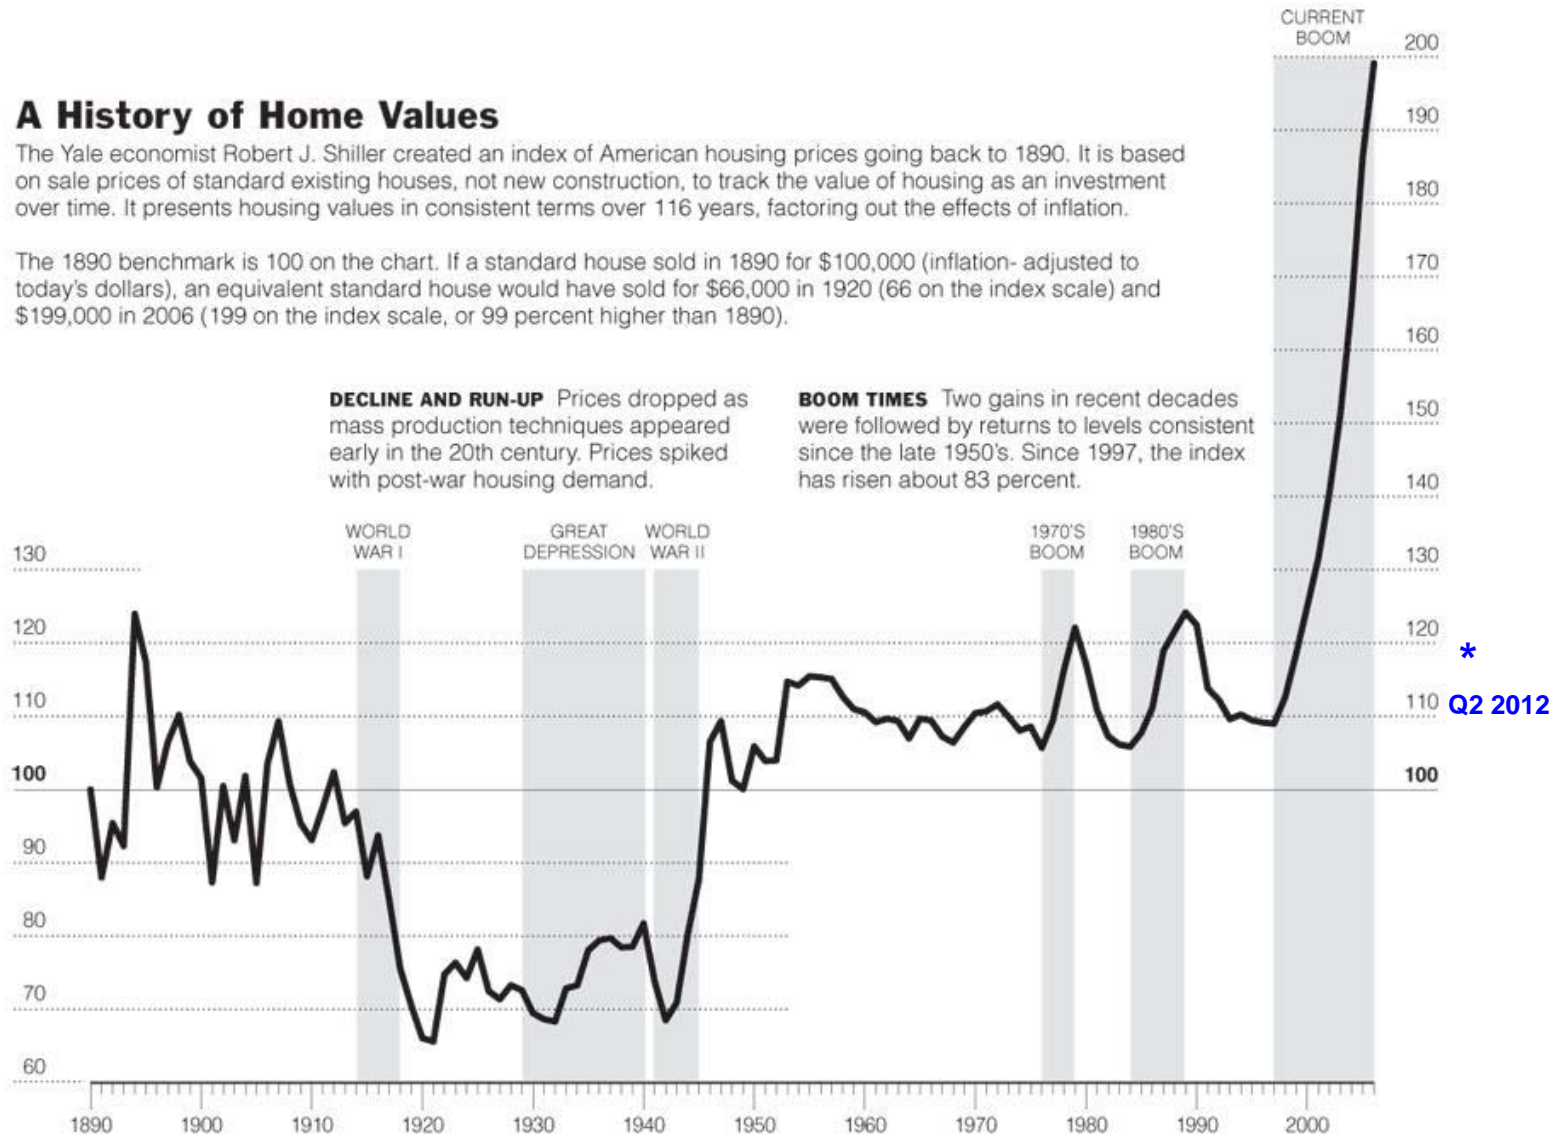 CURRENT
BOOM
A History of Home Values
The Yale economist Robert J. Shiller created an index of American housing prices going back to 1890. It is based
on sale prices of standard existing houses, not new construction, to track the value of housing as an investment
over time. It presents housing values in consistent terms over 116 years, factoring out the effects of inflation.
The 1890 benchmark is 100 on the chart. If a standard house sold in 1890 for $100,000 (inflation- adjusted to
today's dollars), an equivalent standard house would have sold for $66,000 in 1920 (66 on the index scale) and
$199,000 in 2006 (199 on the index scale, or 99 percent higher than 1890).
DECLINE AND RUN-UP Prices dropped as
mass production techniques appeared
early in the 20th century. Prices spiked
with post-war housing demand.
BOOM TIMES Two gains in recent decades
were followed by returns to levels consistent
since the late 1950's. Since 1997, the index
has risen about 83 percent.
WORLD
WAR I
GREAT
DEPRESSION
WORLD
WAR II
1970'S
BOOM
1980'S
BOOM
130
120
110
100
90
80
70
60
200
190
180
170
160
150
140
130
120
110
100
*
Q2 2012
1890 1900 1910 1920 1930 1940 1950 1960 1970 1980 1990 2000